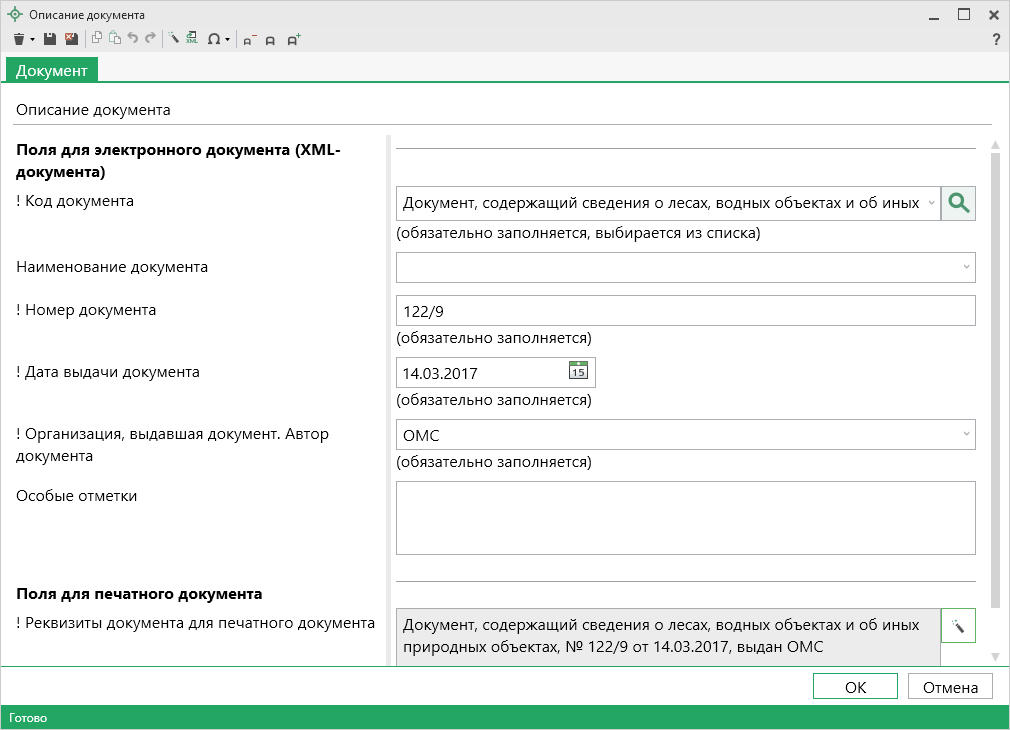 Описание документа
XML
Ω
A−
A
A+
?
Документ
Описание документа
Поля для электронного документа (XML-
документа)
! Код документа
Документ, содержащий сведения о лесах, водных объектах и об иных
(обязательно заполняется, выбирается из списка)
Наименование документа
! Номер документа
122/9
(обязательно заполняется)
! Дата выдачи документа
14.03.2017
15
(обязательно заполняется)
! Организация, выдавшая документ. Автор
документа
ОМС
(обязательно заполняется)
Особые отметки
Поля для печатного документа
! Реквизиты документа для печатного документа
Документ, содержащий сведения о лесах, водных объектах и об иных
природных объектах, № 122/9 от 14.03.2017, выдан ОМС
ОК
Отмена
Готово